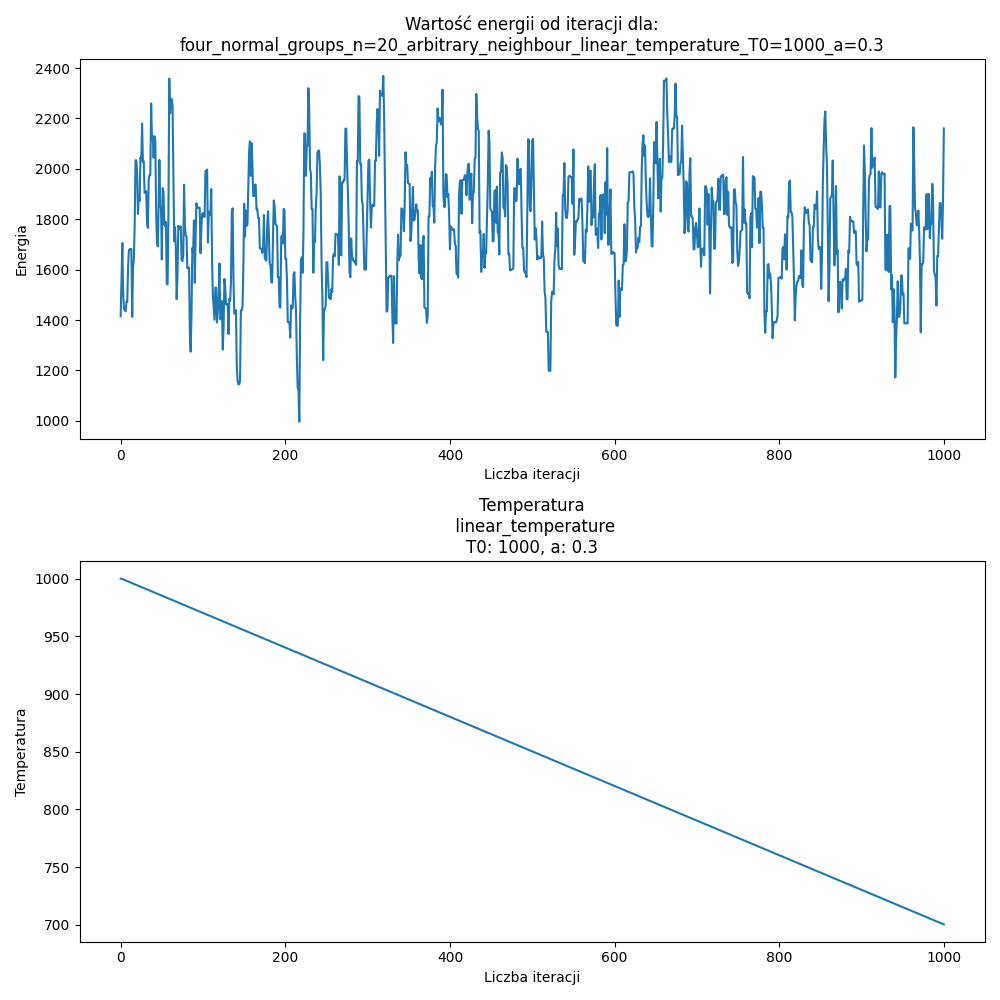 Wartość energii od iteracji dla:
four_normal_groups_n=20_arbitrary_neighbour_linear_temperature_T0=1000_a=0.3
2400
2200
2000
1800
1600
1400
1200
1000
Energia
0 200 400 600 800 1000
Liczba iteracji
Temperatura
linear_temperature
T0: 1000, a: 0.3
1000
950
900
850
800
750
700
Temperatura
0 200 400 600 800 1000
Liczba iteracji